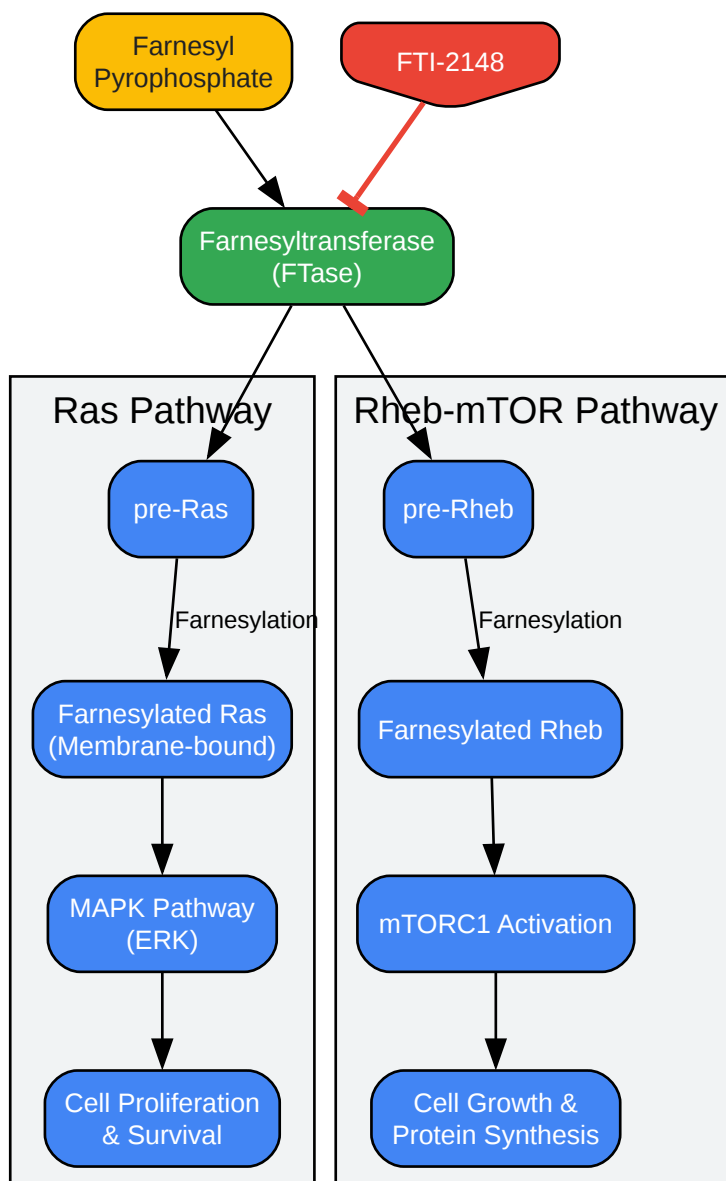 Farnesyl
Pyrophosphate
FTI-2148
Farnesyltransferase
(FTase)
Ras Pathway
pre-Ras
Farnesylation
Farnesylated Ras
(Membrane-bound)
MAPK Pathway
(ERK)
Cell Proliferation
& Survival
Rheb-mTOR Pathway
pre-Rheb
Farnesylation
Farnesylated Rheb
mTORC1 Activation
Cell Growth &
Protein Synthesis